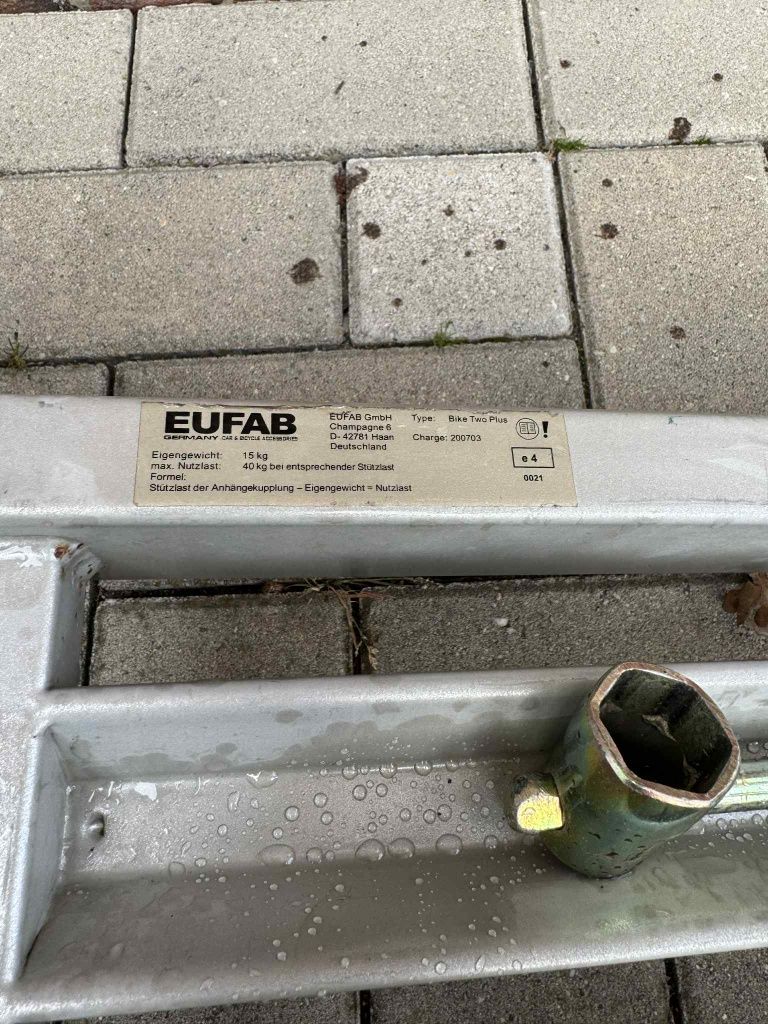 EUFAB
GERMANY CAR & BICYCLE ACCESSORIES
EUFAB GmbH
Champagne 6
D- 42781 Haan
Deutschland
Type: Bike Two Plus
Charge: 200703
!
Eigengewicht: 15 kg
max. Nutzlast: 40 kg bei entsprechender Stützlast
Formel:
Stützlast der Anhängekupplung – Eigengewicht = Nutzlast
e 4
0021